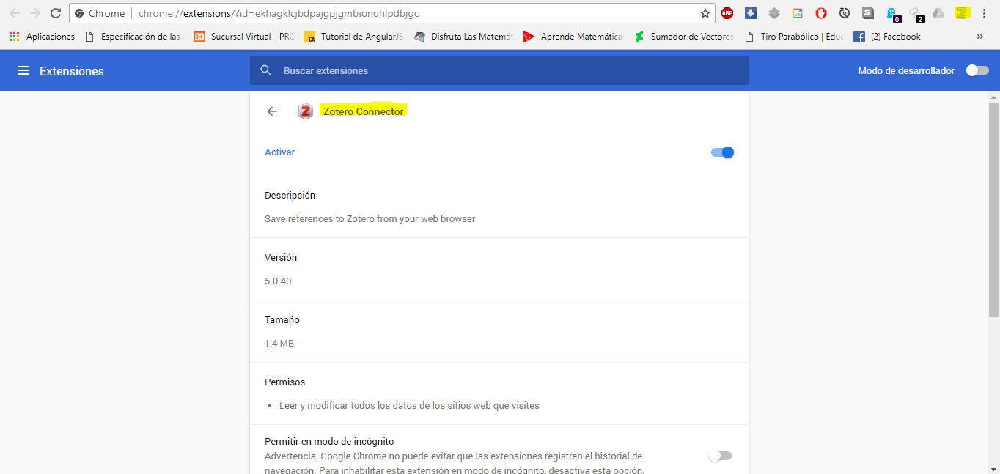 Chrome chrome://extensions/?id=ekhagklcjbdpajgpjgmbionohlpdbjgc ABP S 0 2 Z
Aplicaciones Especificación de las Sucursal Virtual - PRO CA Tutorial de AngularJS Disfruta Las Matemát Aprende Matemáticas Sumador de Vectores Tiro Parabólico | Educ (2) Facebook »
Extensiones Buscar extensiones Modo de desarrollador
Z Zotero Connector
Activar
Descripción
Save references to Zotero from your web browser
Versión
5.0.40
Tamaño
1,4 MB
Permisos
• Leer y modificar todos los datos de los sitios web que visites
Permitir en modo de incógnito
Advertencia: Google Chrome no puede evitar que las extensiones registren el historial de
navegación. Para inhabilitar esta extensión en modo de incógnito, desactiva esta opción.